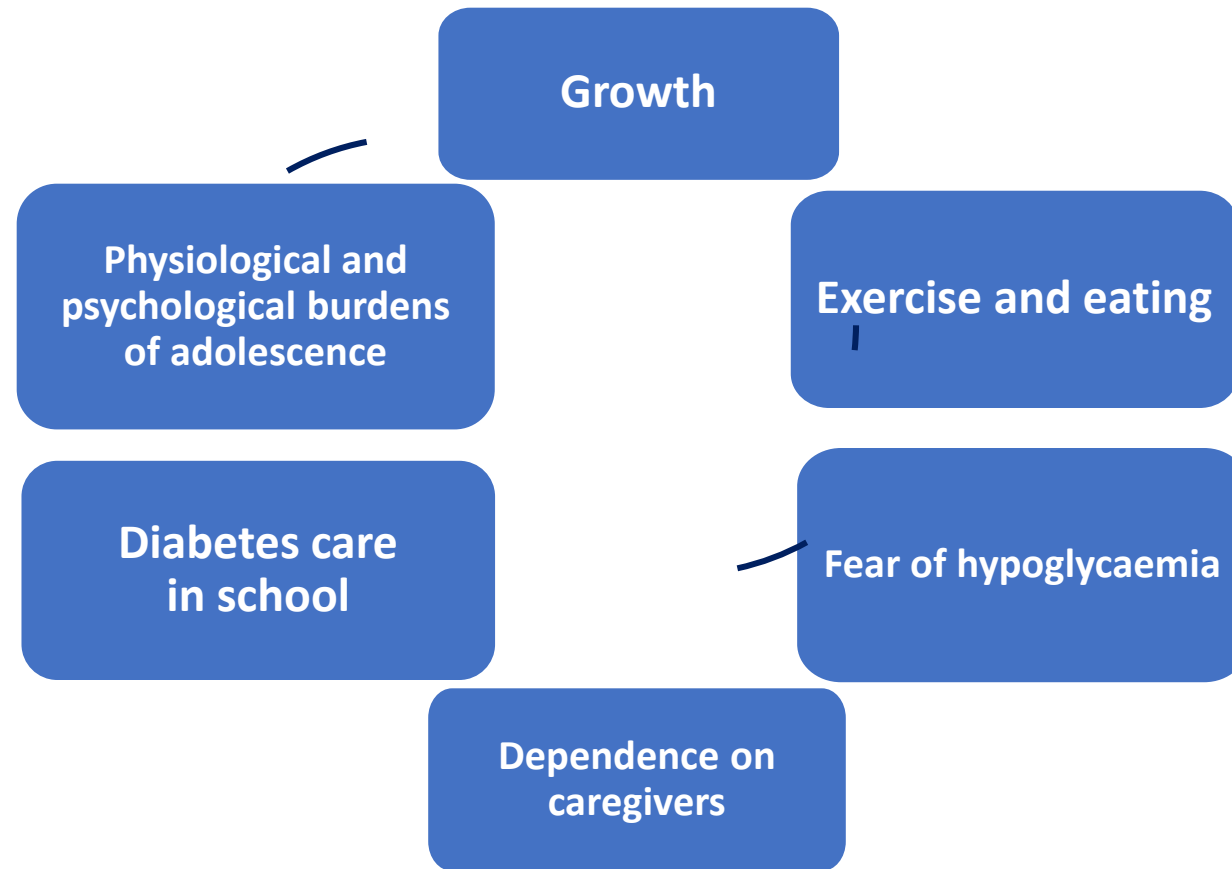 Growth
Physiological and
psychological burdens
of adolescence
Exercise and eating
Diabetes care
in school
Fear of hypoglycaemia
Dependence on
caregivers